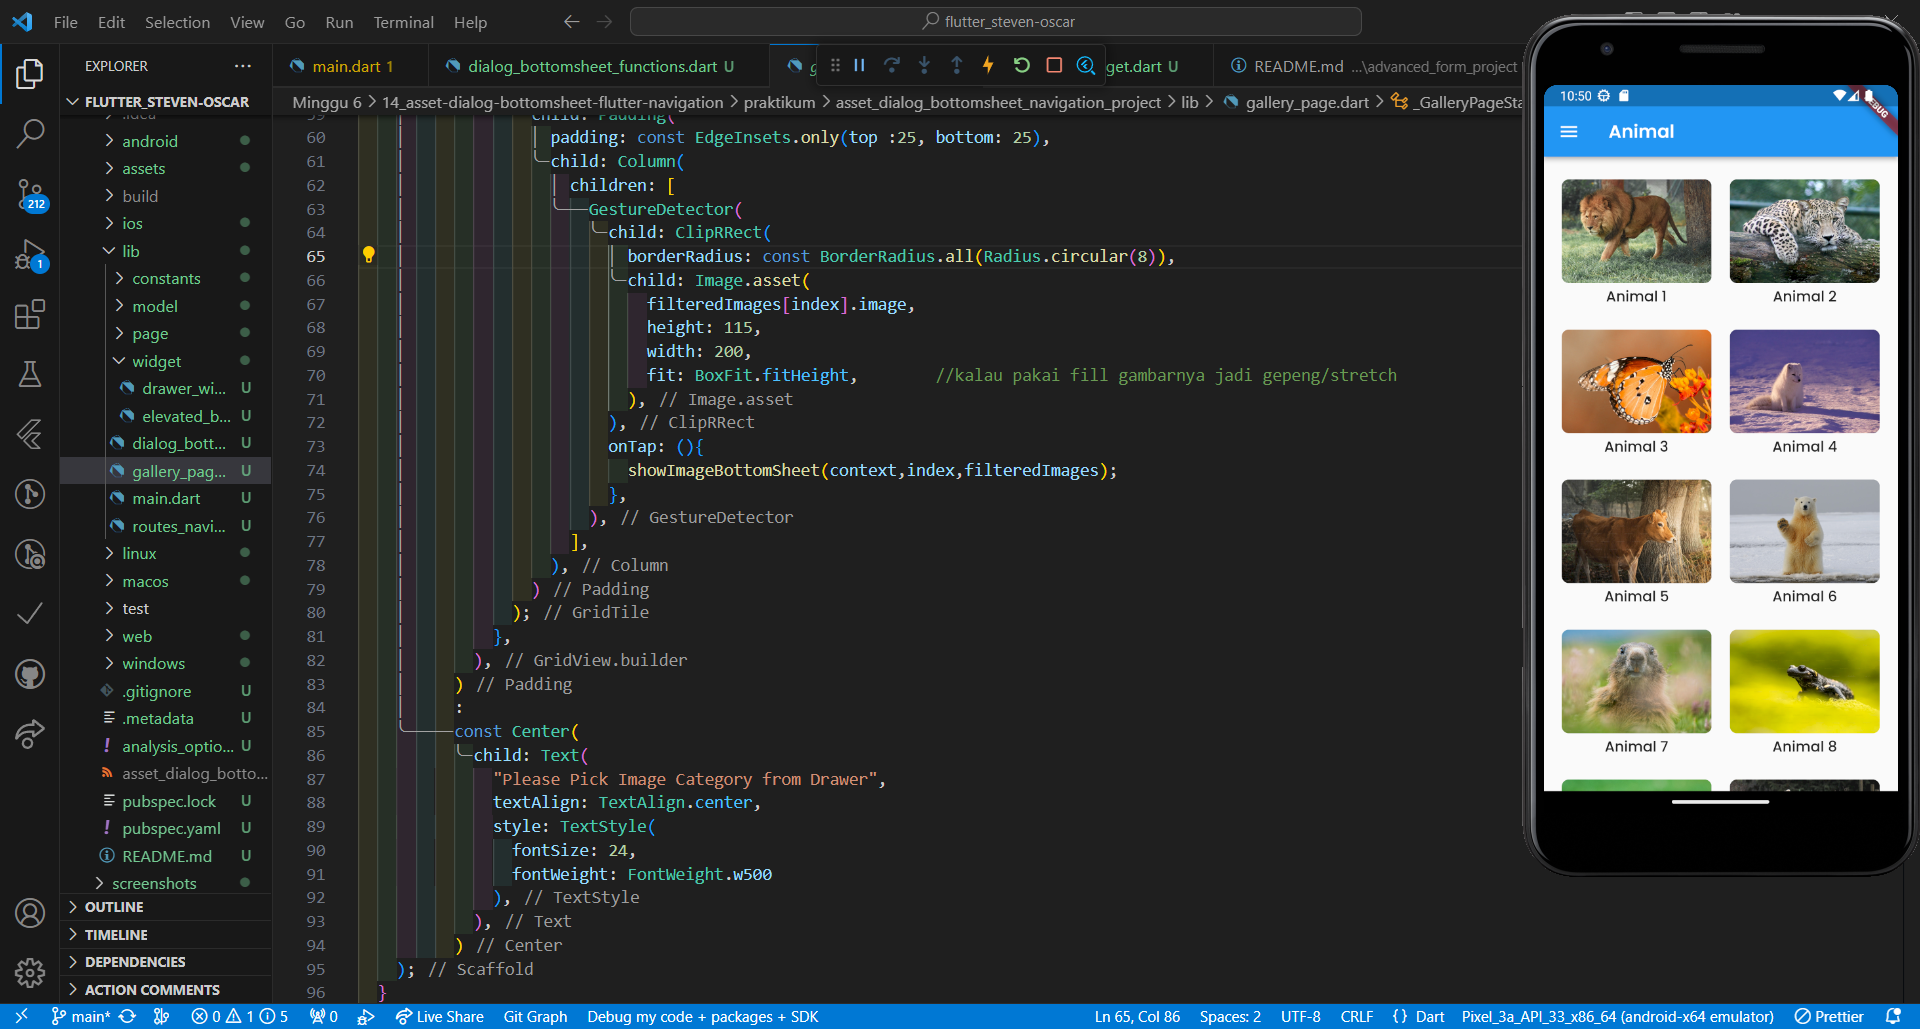 File Edit Selection View Go Run Terminal Help
flutter_steven-oscar
EXPLORER
FLUTTER_STEVEN-OSCAR
.idea
android
assets
build
ios
lib
constants
model
page
widget
drawer_wi... U
elevated_b... U
dialog_bott... U
gallery_pag... U
main.dart U
routes_navi... U
linux
macos
test
web
windows
.gitignore U
.metadata U
analysis_optio... U
asset_dialog_botto...
pubspec.lock U
pubspec.yaml U
README.md U
screenshots
OUTLINE
TIMELINE
DEPENDENCIES
ACTION COMMENTS
212
1
main.dart 1
dialog_bottomsheet_functions.dart U
get.dart U
README.md ...\advanced_form_project
Minggu 6 > 14_asset-dialog-bottomsheet-flutter-navigation > praktikum > asset_dialog_bottomsheet_navigation_project > lib > gallery_page.dart > _GalleryPageSta
59 child: Padding(
60 padding: const EdgeInsets.only(top :25, bottom: 25),
61 child: Column(
62 children: [
63 GestureDetector(
64 child: ClipRRect(
65 borderRadius: const BorderRadius.all(Radius.circular(8)),
66 child: Image.asset(
67 filteredImages[index].image,
68 height: 115,
69 width: 200,
70 fit: BoxFit.fitHeight, //kalau pakai fill gambarnya jadi gepeng/stretch
71 ), // Image.asset
72 ), // ClipRRect
73 onTap: (){
74 showImageBottomSheet(context,index,filteredImages);
75 },
76 ), // GestureDetector
77 ],
78 ), // Column
79 ) // Padding
80 ); // GridTile
81 },
82 ), // GridView.builder
83 ) // Padding
84 :
85 const Center(
86 child: Text(
87 "Please Pick Image Category from Drawer",
88 textAlign: TextAlign.center,
89 style: TextStyle(
90 fontSize: 24,
91 fontWeight: FontWeight.w500
92 ), // TextStyle
93 ), // Text
94 ) // Center
95 ); // Scaffold
96 }
10:50
DEBUG
Animal
Animal 1 Animal 2
Animal 3 Animal 4
Animal 5 Animal 6
Animal 7 Animal 8
main* 0 1 5 0 Live Share Git Graph Debug my code + packages + SDK Ln 65, Col 86 Spaces: 2 UTF-8 CRLF {} Dart Pixel_3a_API_33_x86_64 (android-x64 emulator) Prettier